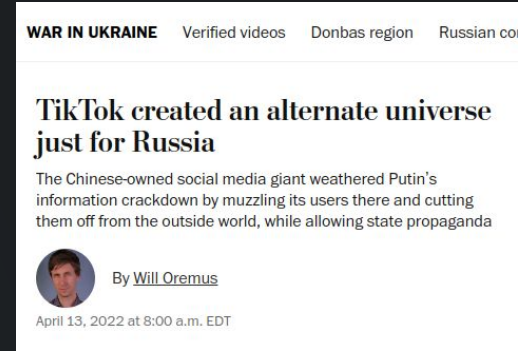 WAR IN UKRAINE Verified videos Donbas region Russian
TikTok created an alternate universe
just for Russia
The Chinese-owned social media giant weathered Putin's
information crackdown by muzzling its users there and cutting
them off from the outside world, while allowing state propaganda
By Will Oremus
April 13, 2022 at 8:00 a.m. EDT